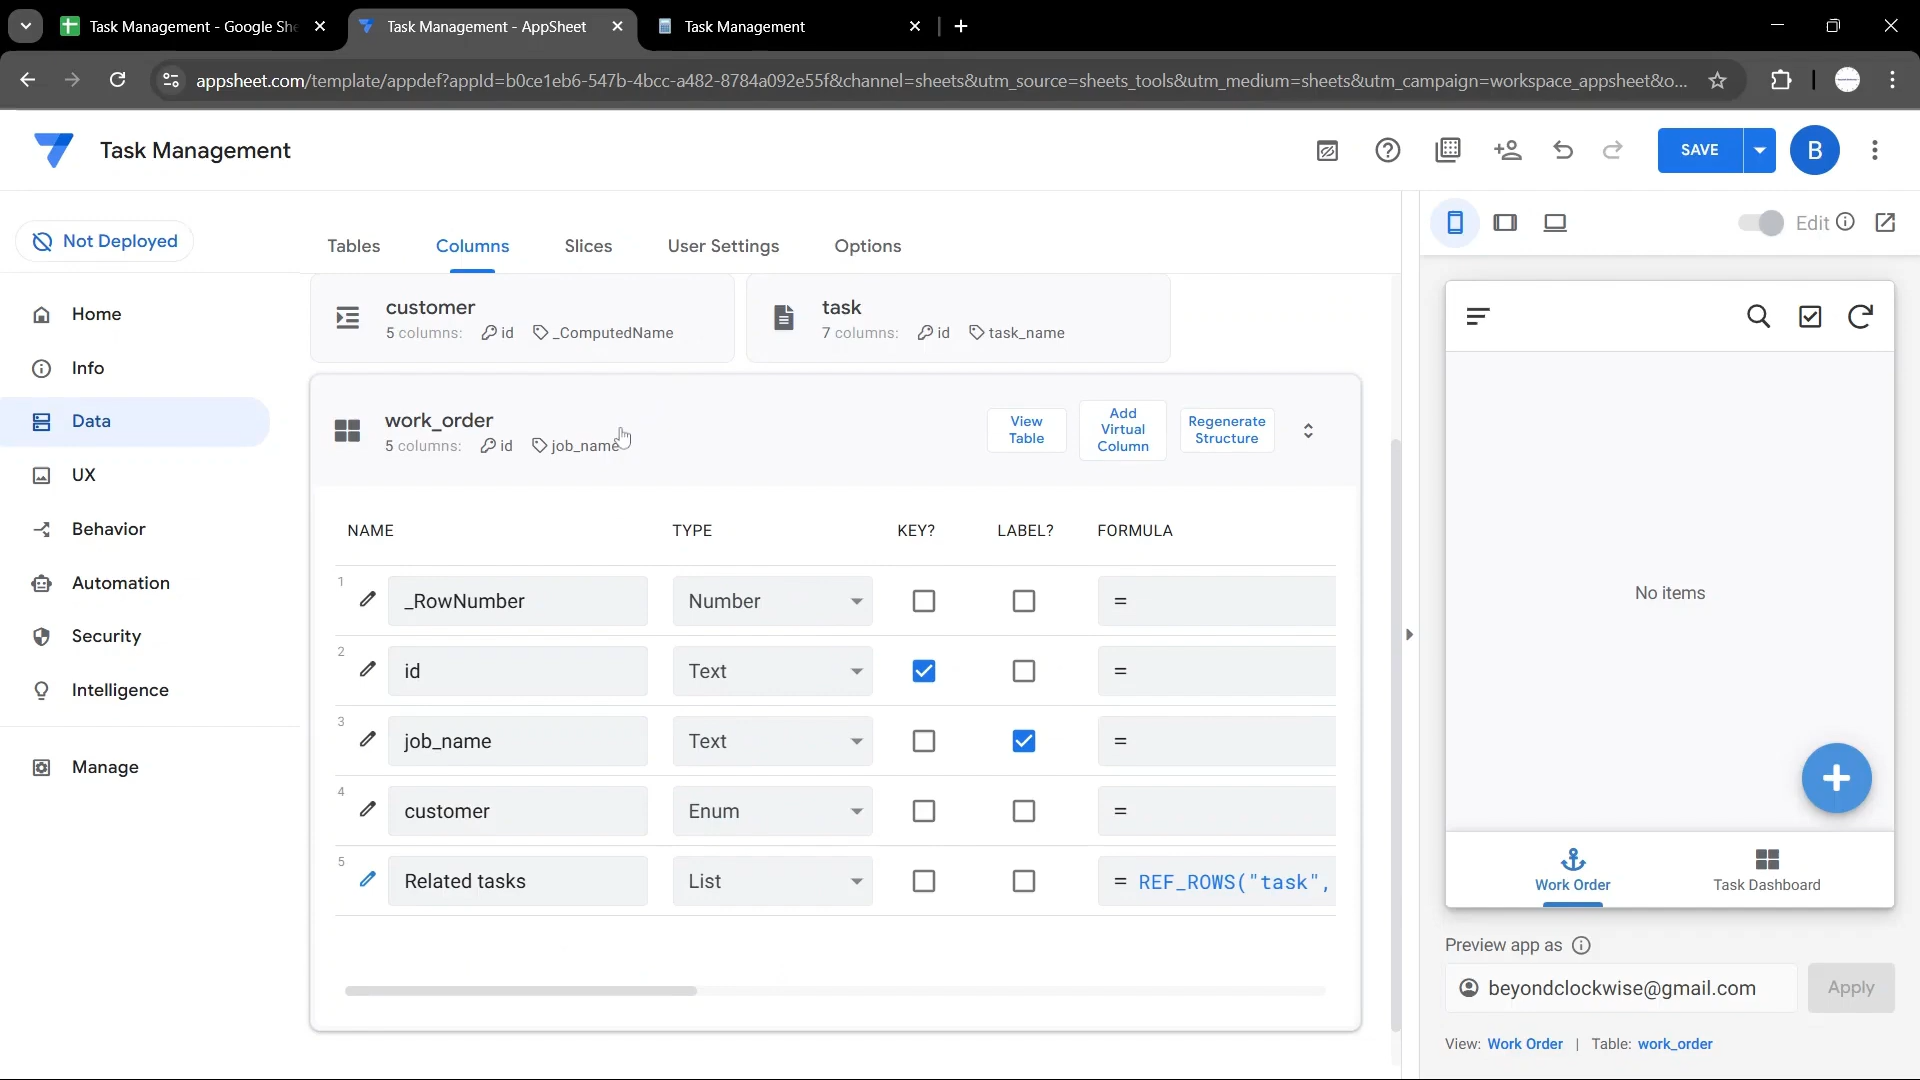 Task Management - Google She
Task Management - AppSheet
Task Management
appsheet.com/template/appdef?appId=b0ce1eb6-547b-4bcc-a482-8784a092e55f&channel=sheets&utm_source=sheets_tools&utm_medium=sheets&utm_campaign=workspace_appsheet&o...
Task Management
SAVE
B
Not Deployed
Home
Info
Data
UX
Behavior
Automation
Security
Intelligence
Manage
Tables Columns Slices User Settings Options
customer
5 columns: id _ComputedName
task
7 columns: id task_name
work_order
5 columns: id job_name
View Table
Add Virtual Column
Regenerate Structure
NAME TYPE KEY? LABEL? FORMULA
1 _RowNumber Number =
2 id Text =
3 job_name Text =
4 customer Enum =
5 Related tasks List = REF_ROWS("task",
Edit
No items
Work Order
Task Dashboard
Preview app as
beyondclockwise@gmail.com
Apply
View: Work Order | Table: work_order